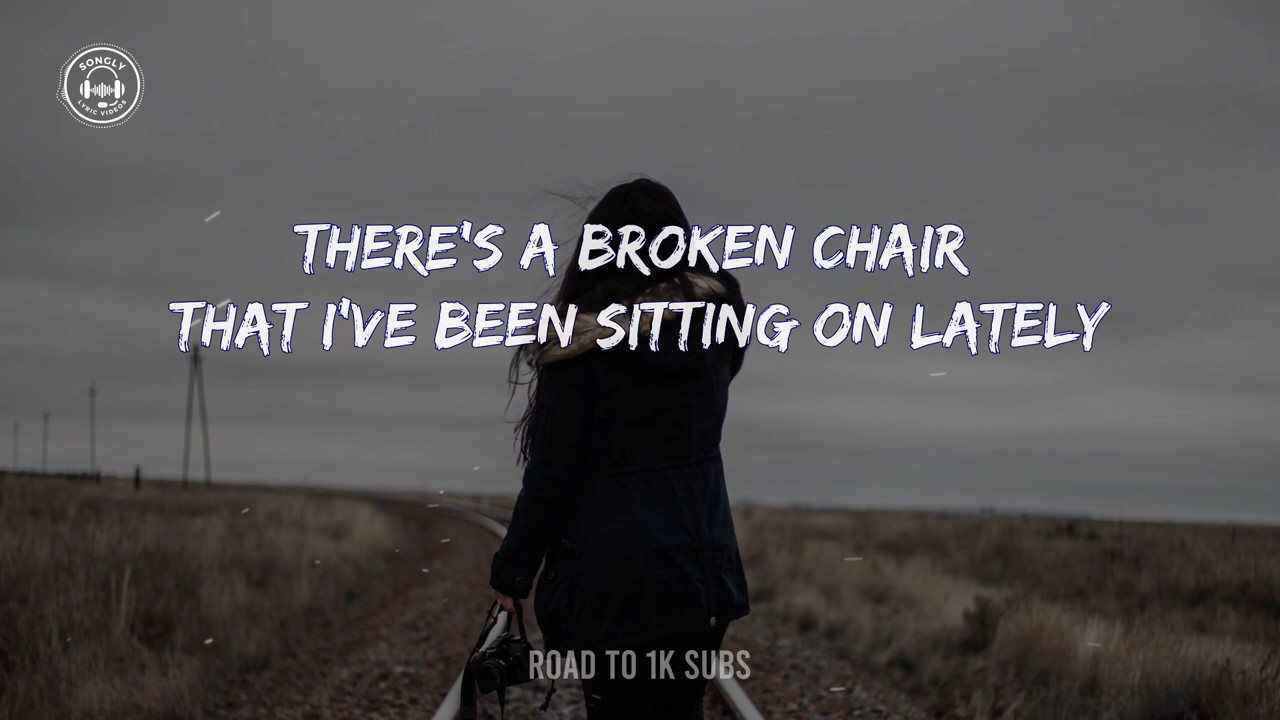 SONGLY
LYRIC VIDEOS
THERE'S A BROKEN CHAIR
THAT I'VE BEEN SITTING ON LATELY
ROAD TO 1K SUBS